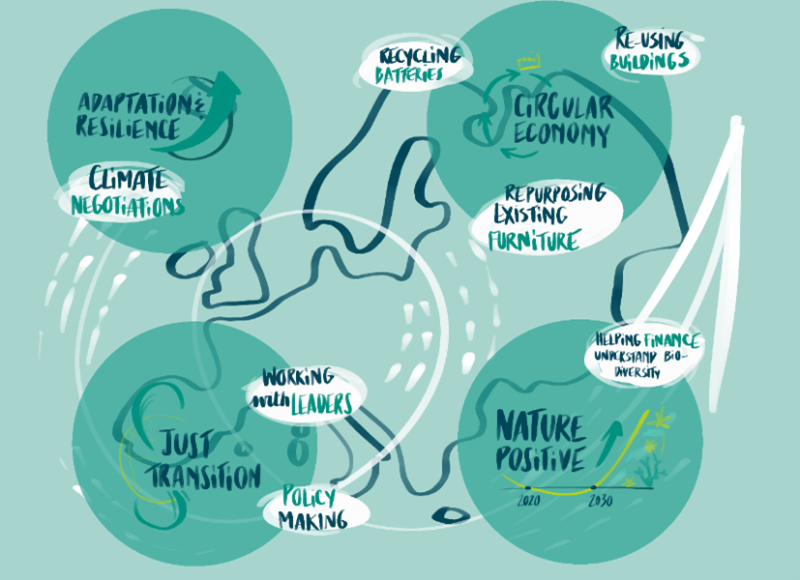 RECYCLING
BATTERIES
RE-USING
BUILDINGS
ADAPTATION &
RESILIENCE
CIRCULAR
ECONOMY
CLIMATE
NEGOTIATIONS
REPURPOSING
EXISTING
FURNITURE
HELPING FINANCE
UNDERSTAND BIO-
DIVERSITY
WORKING
with LEADERS
JUST
TRANSITION
NATURE
POSITIVE
2020 2030
POLICY
MAKING